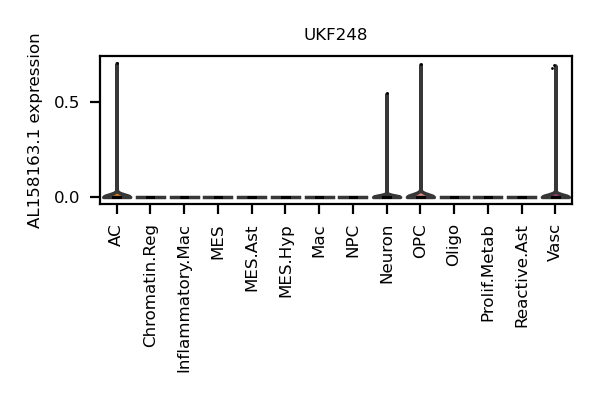 UKF248
AL158163.1 expression
0.5
0.0
AC
Chromatin.Reg
Inflammatory.Mac
MES
MES.Ast
MES.Hyp
Mac
NPC
Neuron
OPC
Oligo
Prolif.Metab
Reactive.Ast
Vasc